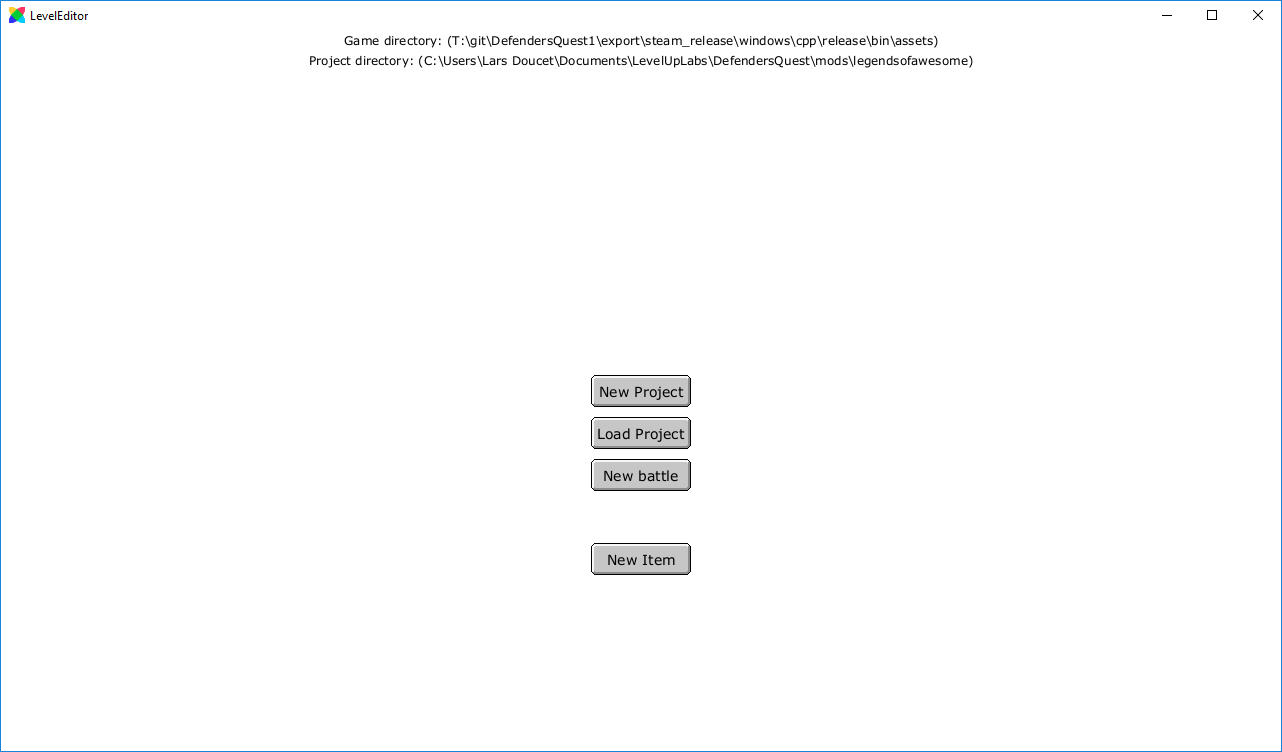 LevelEditor
Game directory: (T:\git\DefendersQuest1\export\steam_release\windows\cpp\release\bin\assets)
Project directory: (C:\Users\Lars Doucet\Documents\LevelUpLabs\DefendersQuest\mods\legendsofawesome)
New Project
Load Project
New battle
New Item